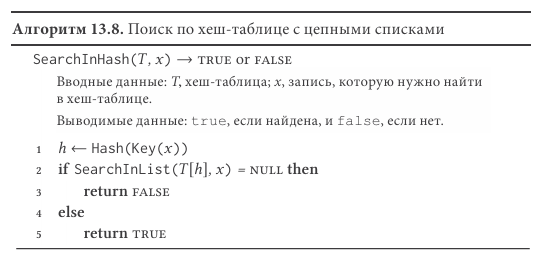 Алгоритм 13.8. Поиск по хеш-таблице с цепными списками
SearchInHash(T, x) → TRUE or FALSE
Вводные данные: T, хеш-таблица; x, запись, которую нужно найти
в хеш-таблице.
Выводимые данные: true, если найдена, и false, если нет.
1 h ← Hash(Key(x))
2 if SearchInList(T[h], x) = NULL then
3 return FALSE
4 else
5 return TRUE